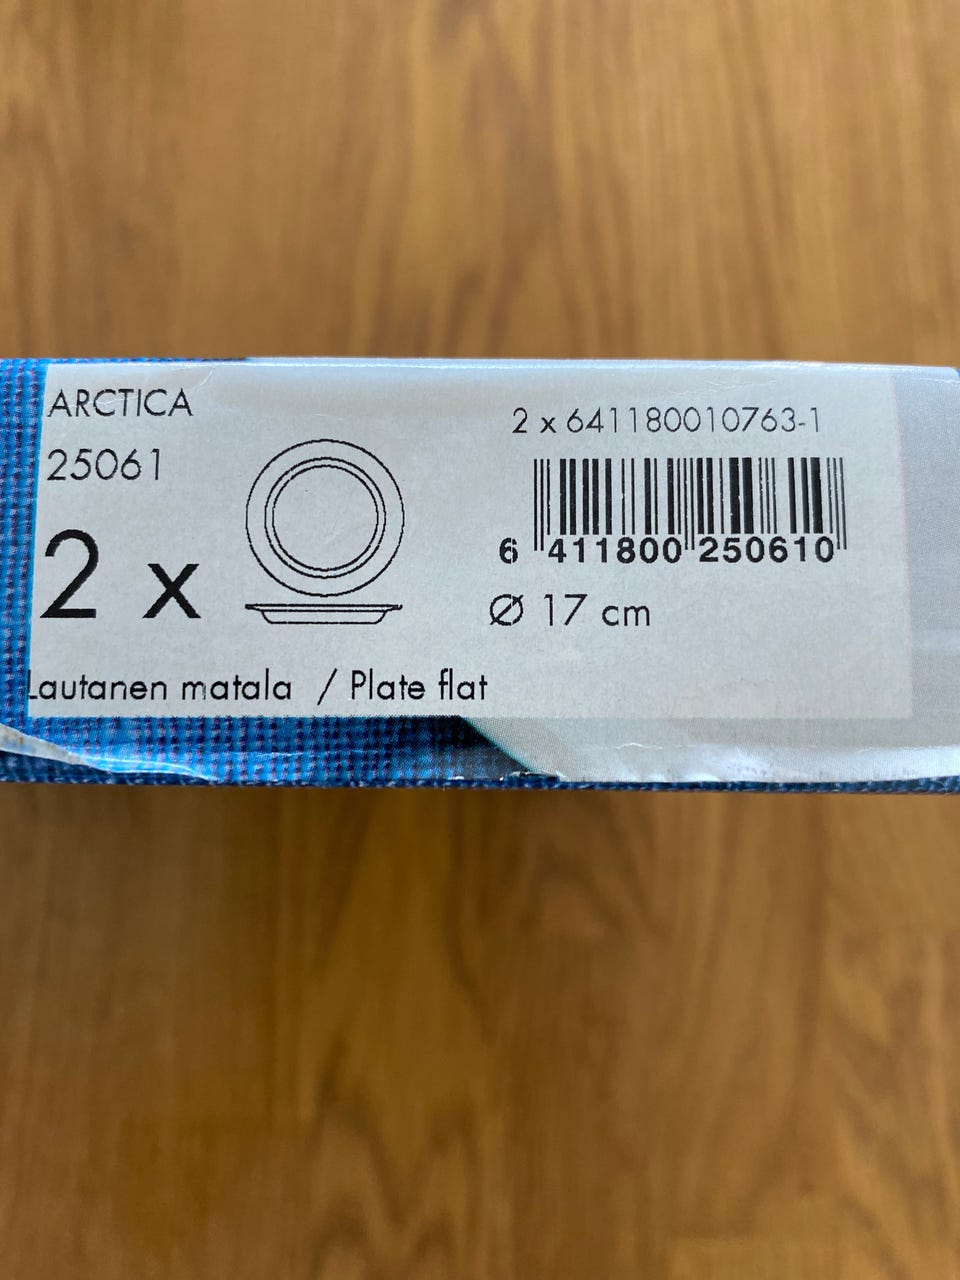 ARCTICA
25061
2 x
Lautanen matala / Plate flat
2 x 641180010763-1
6 411800 250610
Ø 17 cm